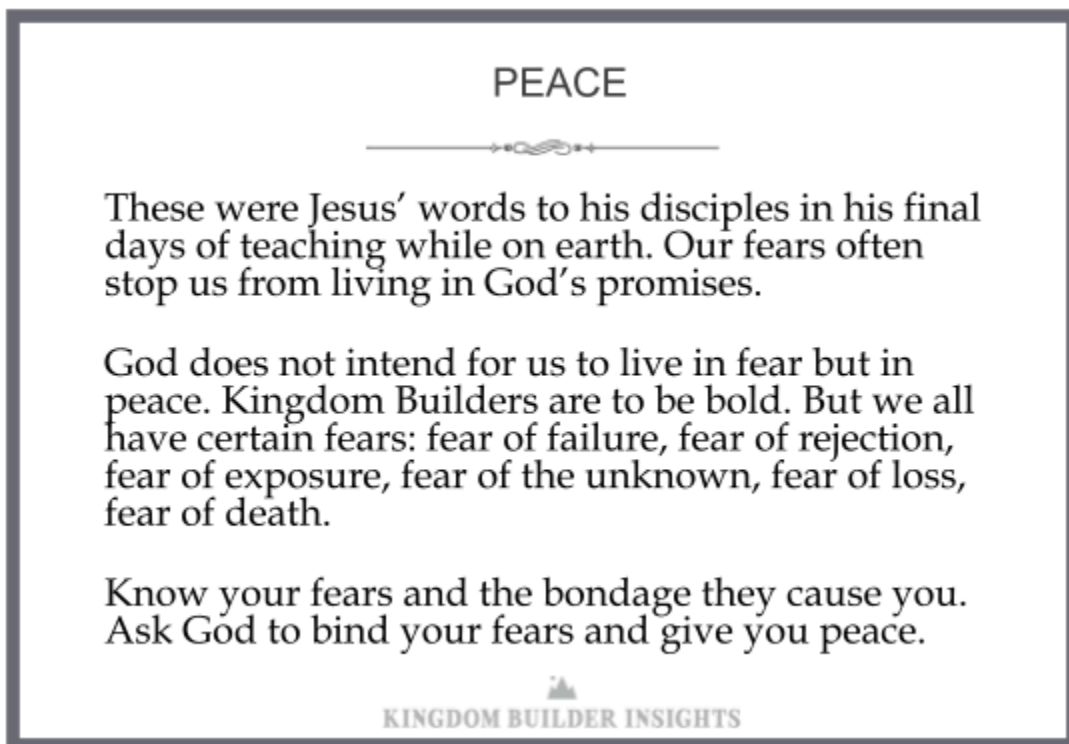 PEACE
These were Jesus’ words to his disciples in his final
days of teaching while on earth. Our fears often
stop us from living in God’s promises.
God does not intend for us to live in fear but in
peace. Kingdom Builders are to be bold. But we all
have certain fears: fear of failure, fear of rejection,
fear of exposure, fear of the unknown, fear of loss,
fear of death.
Know your fears and the bondage they cause you.
Ask God to bind your fears and give you peace.
KINGDOM BUILDER INSIGHTS